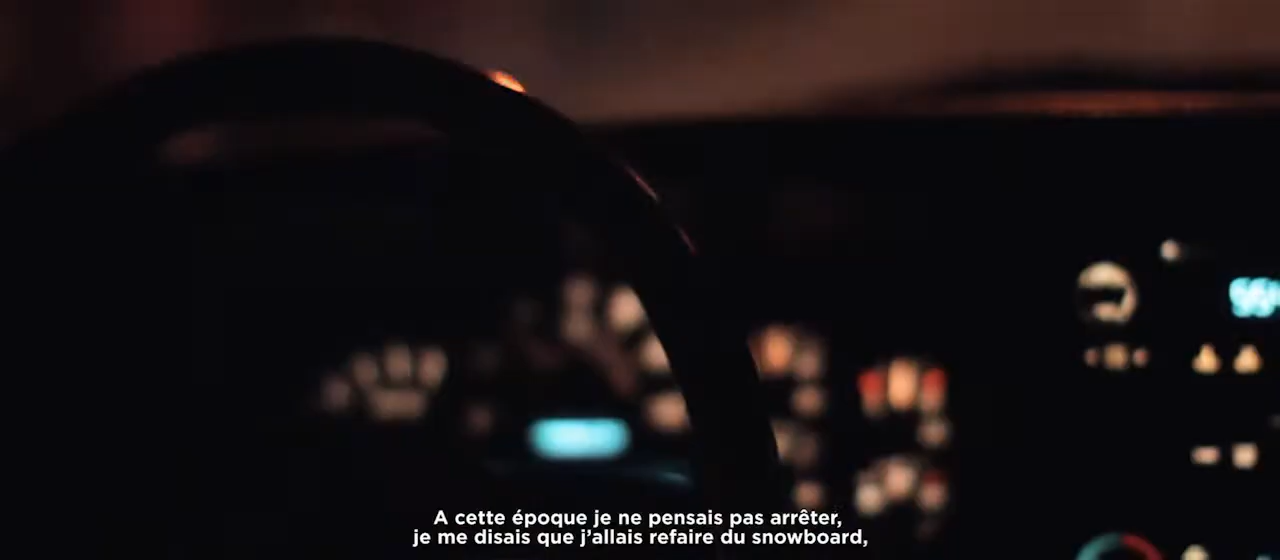 A cette époque je ne pensais pas arrêter,
je me disais que j'allais refaire du snowboard,